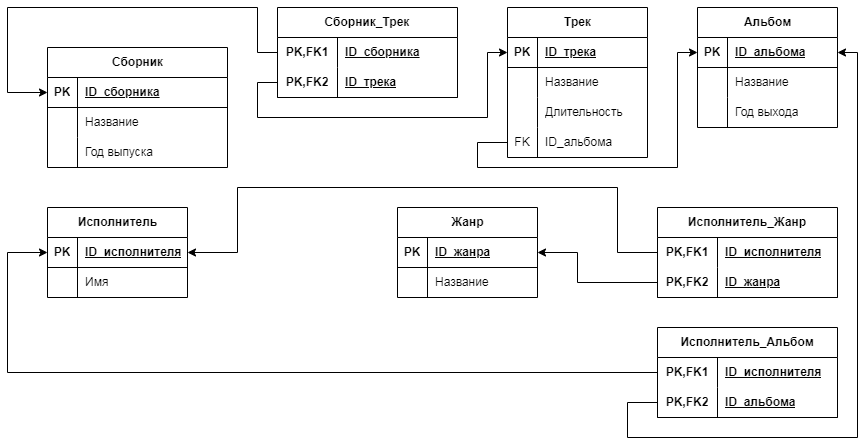 Сборник_Трек
PK,FK1 ID_сборника
PK,FK2 ID_трека
Трек
PK ID_трека
Название
Длительность
FK ID_альбома
Альбом
PK ID_альбома
Название
Год выхода
Сборник
PK ID_сборника
Название
Год выпуска
Исполнитель
PK ID_исполнителя
Имя
Жанр
PK ID_жанра
Название
Исполнитель_Жанр
PK,FK1 ID_исполнителя
PK,FK2 ID_жанра
Исполнитель_Альбом
PK,FK1 ID_исполнителя
PK,FK2 ID_альбома